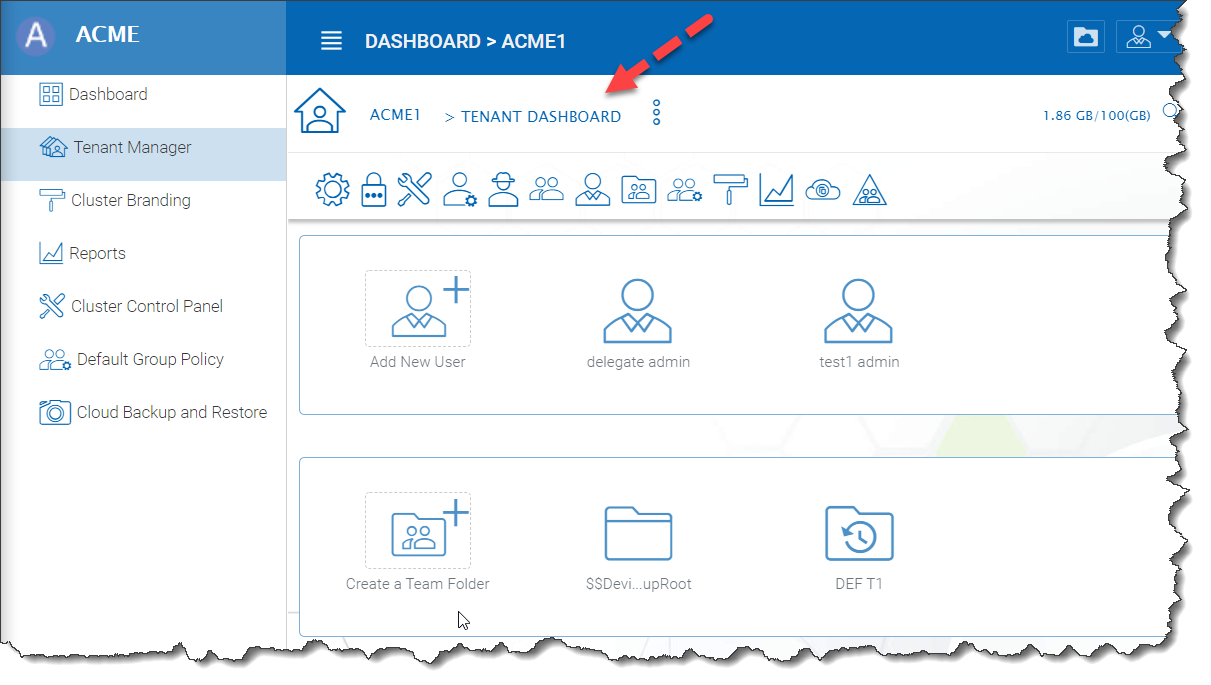 A ACME
DASHBOARD > ACME1
Dashboard
Tenant Manager
Cluster Branding
Reports
Cluster Control Panel
Default Group Policy
Cloud Backup and Restore
ACME1 > TENANT DASHBOARD
1.86 GB/100(GB)
Add New User
delegate admin
test1 admin
Create a Team Folder
$$Devi...upRoot
DEF T1